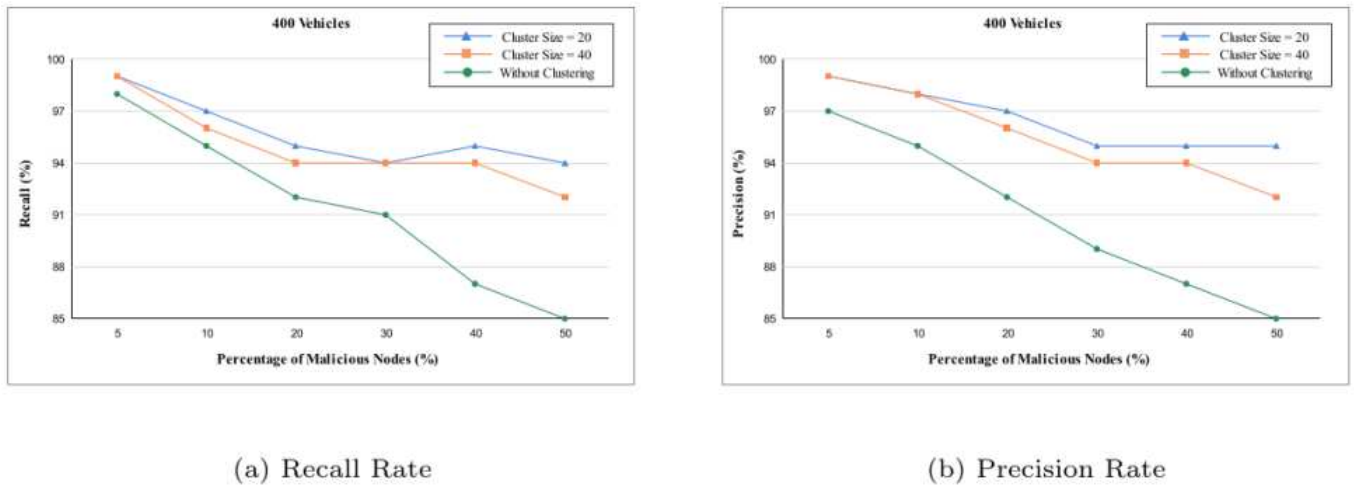 400 Vehicles
Cluster Size = 20
Cluster Size = 40
Without Clustering
100
97
94
91
88
85
Recall (%)
5 10 20 30 40 50
Percentage of Malicious Nodes (%)
(a) Recall Rate
400 Vehicles
Cluster Size = 20
Cluster Size = 40
Without Clustering
100
97
94
91
88
85
Precision (%)
5 10 20 30 40 50
Percentage of Malicious Nodes (%)
(b) Precision Rate